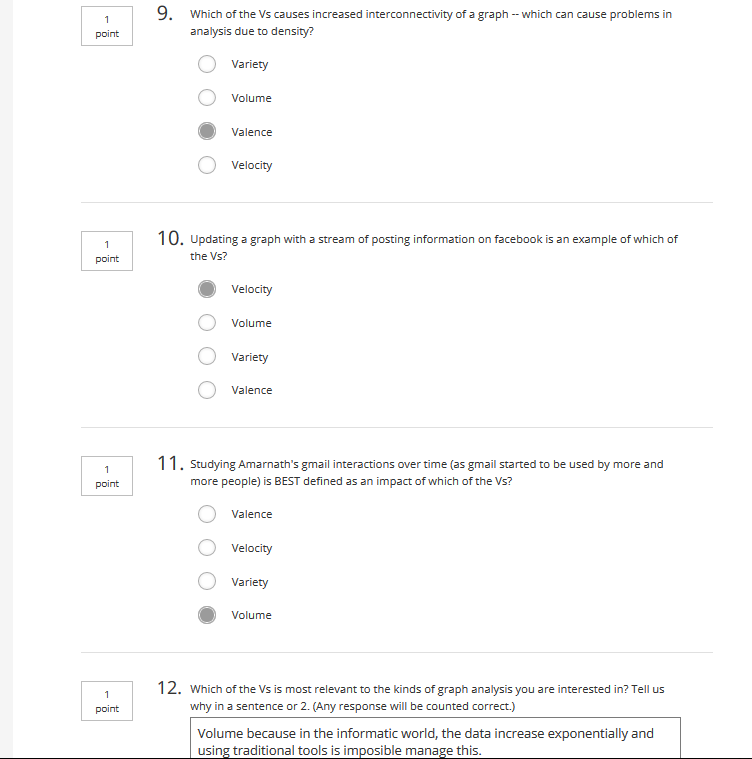 1
point
9. Which of the Vs causes increased interconnectivity of a graph -- which can cause problems in
analysis due to density?
Variety
Volume
Valence
Velocity
1
point
10. Updating a graph with a stream of posting information on facebook is an example of which of
the Vs?
Velocity
Volume
Variety
Valence
1
point
11. Studying Amarnath's gmail interactions over time (as gmail started to be used by more and
more people) is BEST defined as an impact of which of the Vs?
Valence
Velocity
Variety
Volume
1
point
12. Which of the Vs is most relevant to the kinds of graph analysis you are interested in? Tell us
why in a sentence or 2. (Any response will be counted correct.)
Volume because in the informatic world, the data increase exponentially and
using traditional tools is imposible manage this.